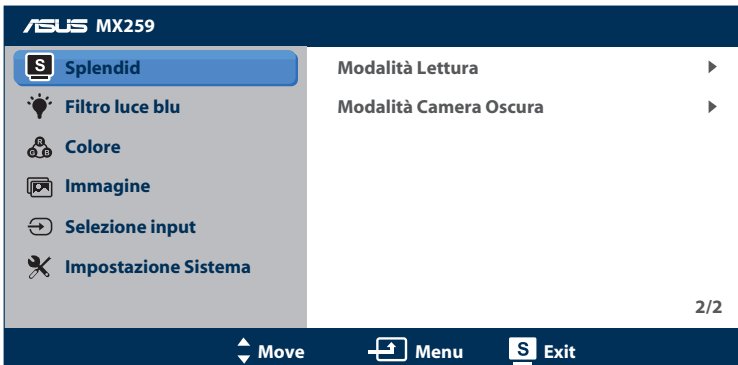 ASUS MX259
S Splendid
Filtro luce blu
R G B Colore
Immagine
Selezione input
Impostazione Sistema
Modalità Lettura
Modalità Camera Oscura
2/2
Move Menu S Exit